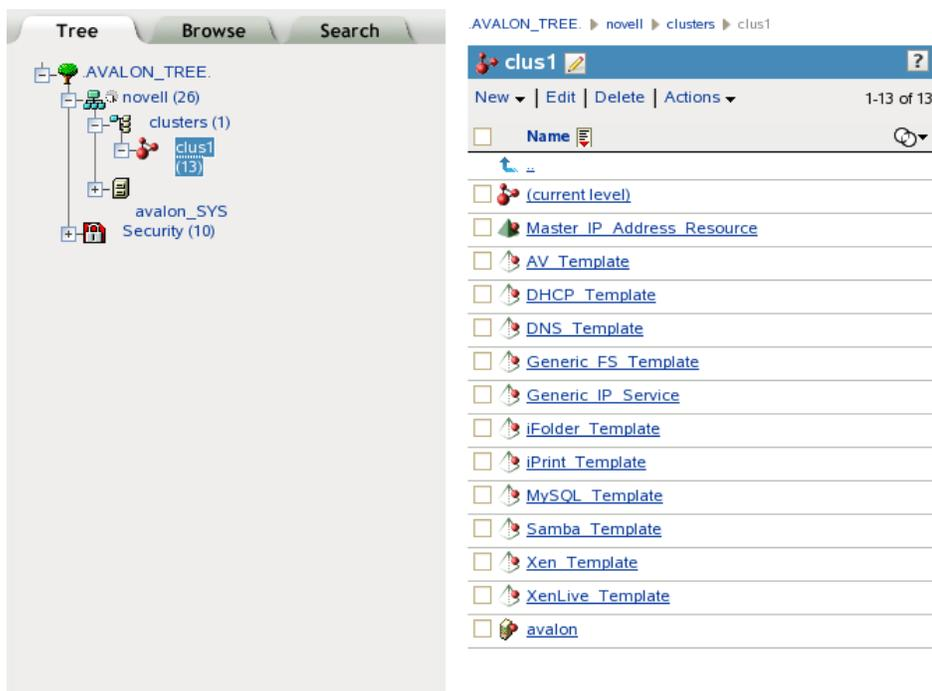 Tree Browse Search
.AVALON_TREE.
novell (26)
clusters (1)
clus1
(13)
avalon_SYS
Security (10)
.AVALON_TREE. novell clusters clus1
clus1 ?
New | Edit | Delete | Actions 1-13 of 13
Name
..
(current level)
Master_IP_Address_Resource
AV_Template
DHCP_Template
DNS_Template
Generic_FS_Template
Generic_IP_Service
iFolder_Template
iPrint_Template
MySQL_Template
Samba_Template
Xen_Template
XenLive_Template
avalon